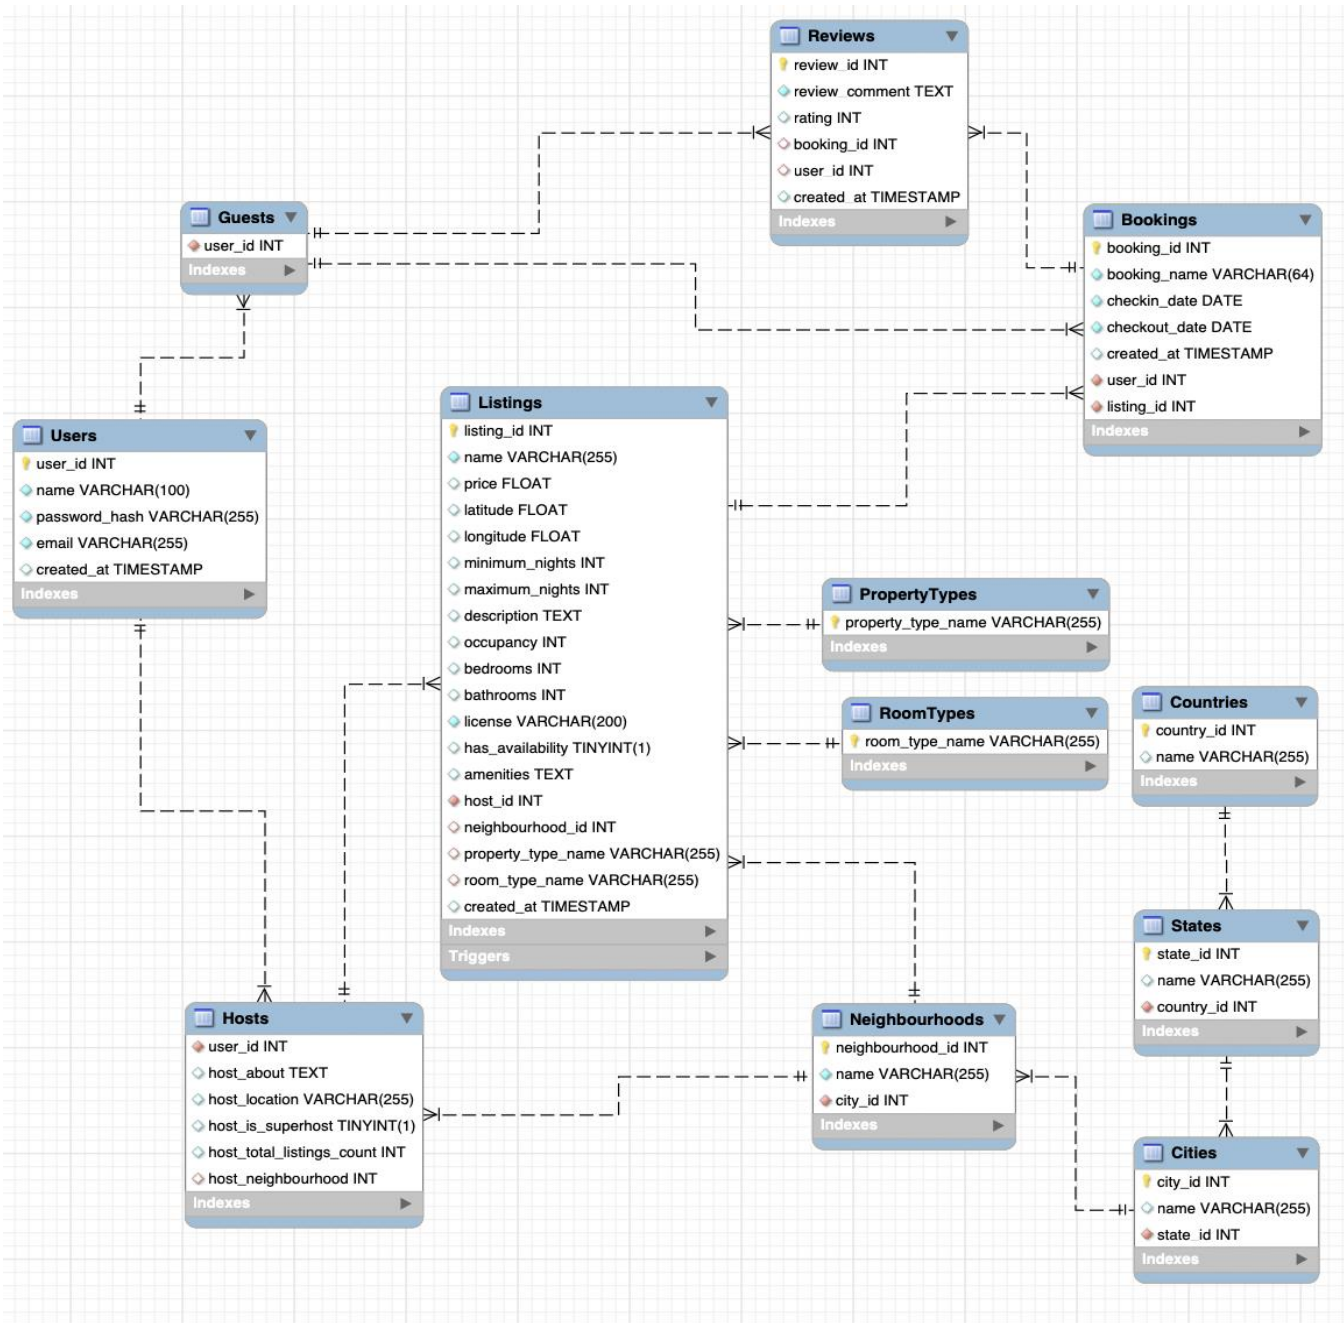 Reviews
review_id INT
review_comment TEXT
rating INT
booking_id INT
user_id INT
created_at TIMESTAMP
Indexes
Guests
user_id INT
Indexes
Bookings
booking_id INT
booking_name VARCHAR(64)
checkin_date DATE
checkout_date DATE
created_at TIMESTAMP
user_id INT
listing_id INT
Indexes
Users
user_id INT
name VARCHAR(100)
password_hash VARCHAR(255)
email VARCHAR(255)
created_at TIMESTAMP
Indexes
Listings
listing_id INT
name VARCHAR(255)
price FLOAT
latitude FLOAT
longitude FLOAT
minimum_nights INT
maximum_nights INT
description TEXT
occupancy INT
bedrooms INT
bathrooms INT
license VARCHAR(200)
has_availability TINYINT(1)
amenities TEXT
host_id INT
neighbourhood_id INT
property_type_name VARCHAR(255)
room_type_name VARCHAR(255)
created_at TIMESTAMP
Indexes
Triggers
PropertyTypes
property_type_name VARCHAR(255)
Indexes
RoomTypes
room_type_name VARCHAR(255)
Indexes
Countries
country_id INT
name VARCHAR(255)
Indexes
States
state_id INT
name VARCHAR(255)
country_id INT
Indexes
Hosts
user_id INT
host_about TEXT
host_location VARCHAR(255)
host_is_superhost TINYINT(1)
host_total_listings_count INT
host_neighbourhood INT
Indexes
Neighbourhoods
neighbourhood_id INT
name VARCHAR(255)
city_id INT
Indexes
Cities
city_id INT
name VARCHAR(255)
state_id INT
Indexes